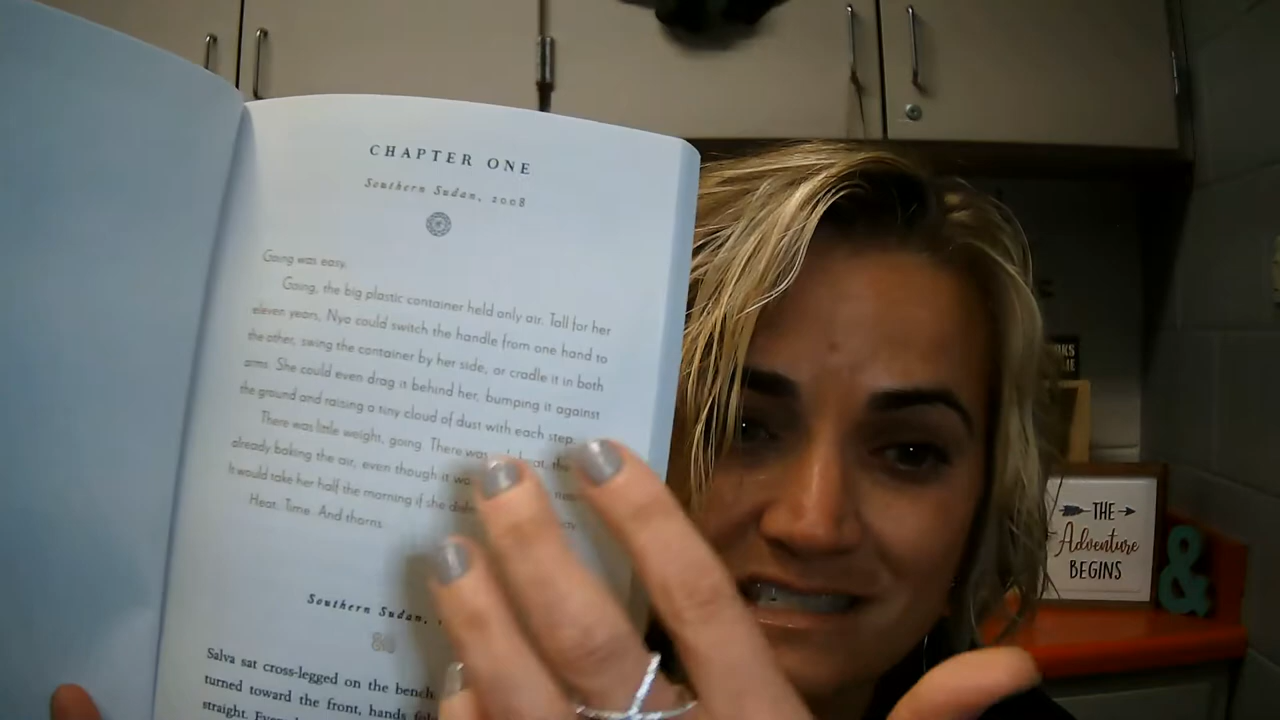 CHAPTER ONE
Southern Sudan, 2008
Going was easy.
Going, the big plastic container held only air. Tall for her
eleven years, Nya could switch the handle from one hand to
the other, swing the container by her side, or cradle it in both
arms. She could even drag it behind her, bumping it against
the ground and raising a tiny cloud of dust with each step.
There was little weight, going. There was
already baking the air, even though it
It would take her half the morning if she
Heat. Time. And thorns.
Southern Sudan,
Salva sat cross-legged on the bench
turned toward the front, hands
straight.
THE
Adventure
BEGINS
&